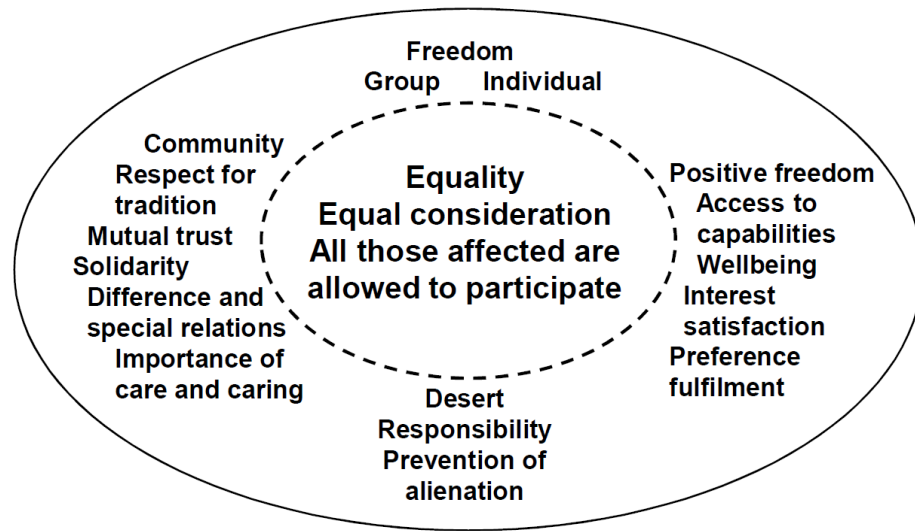 Freedom
Group Individual
Community
Respect for
tradition
Mutual trust
Solidarity
Difference and
special relations
Importance of
care and caring
Equality
Equal consideration
All those affected are
allowed to participate
Positive freedom
Access to
capabilities
Wellbeing
Interest
satisfaction
Preference
fulfilment
Desert
Responsibility
Prevention of
alienation